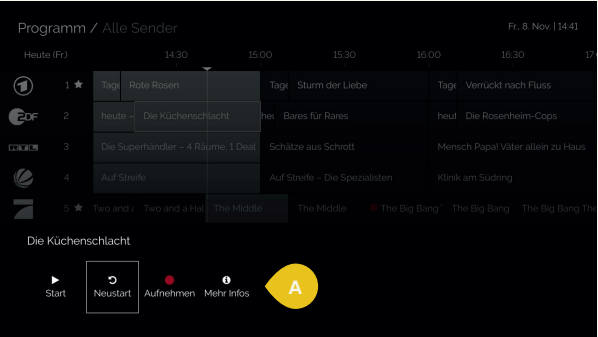 Programm / Alle Sender
Fr., 8. Nov. | 14:41
Heute (Fr.) 14:30 15:00 15:30 16:00 16:30 17:
1 1 ★ Tage Rote Rosen Tage Sturm der Liebe Tage Verrückt nach Fluss
ZDF 2 heute – Die Küchenschlacht heu Bares für Rares heut Die Rosenheim-Cops
RTL 3 Die Superhändler – 4 Räume, 1 Deal Schätze aus Schrott Mensch Papa! Väter allein zu Haus
4 Auf Streife Auf Streife – Die Spezialisten Klinik am Südring
5 ★ Two and a Two and a Hal The Middle The Middle The Big Bang T The Big Bang The Big Bang The
Die Küchenschlacht
Start Neustart Aufnehmen Mehr Infos
A